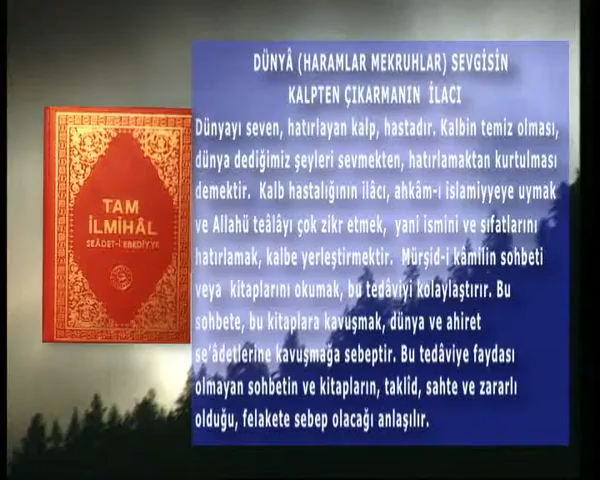 DÜNYÂ (HARAMLAR MEKRUHLAR) SEVGİSİN
KALPTEN ÇIKARMANIN İLACI
Dünyayı seven, hatırlayan kalp, hastadır. Kalbin temiz olması,
dünya dediğimiz şeyleri sevmekten, hatırlamaktan kurtulması
demektir. Kalb hastalığının ilâcı, ahkâm-ı islamiyyeye uymak
ve Allahü teâlâyı çok zikr etmek, yani ismini ve sıfatlarını
hatırlamak, kalbe yerleştirmektir. Mürşid-i kâmilin sohbeti
veya kitaplarını okumak, bu tedâviyi kolaylaştırır. Bu
sohbete, bu kitaplara kavuşmak, dünya ve ahiret
se'âdetlerine kavuşmağa sebeptir. Bu tedâviye faydası
olmayan sohbetin ve kitapların, taklîd, sahte ve zararlı
olduğu, felakete sebep olacağı anlaşılır.
TAM
İLMİHÂL
SEÂDET-İ EBEDİYYE